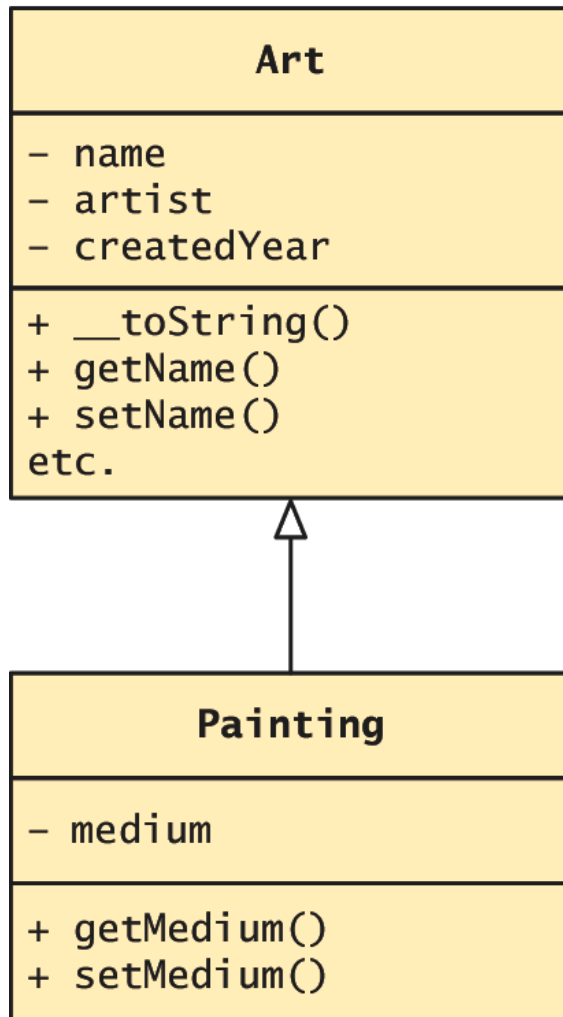 Art
- name
- artist
- createdYear
+ __toString()
+ getName()
+ setName()
etc.
Painting
- medium
+ getMedium()
+ setMedium()